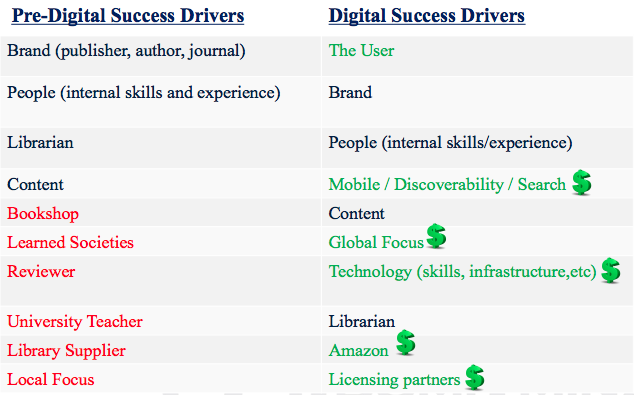 Pre-Digital Success Drivers Digital Success Drivers
Brand (publisher, author, journal) The User
People (internal skills and experience) Brand
Librarian People (internal skills/experience)
Content Mobile / Discoverability / Search $
Bookshop Content
Learned Societies Global Focus $
Reviewer Technology (skills, infrastructure,etc) $
University Teacher Librarian
Library Supplier Amazon $
Local Focus Licensing partners $